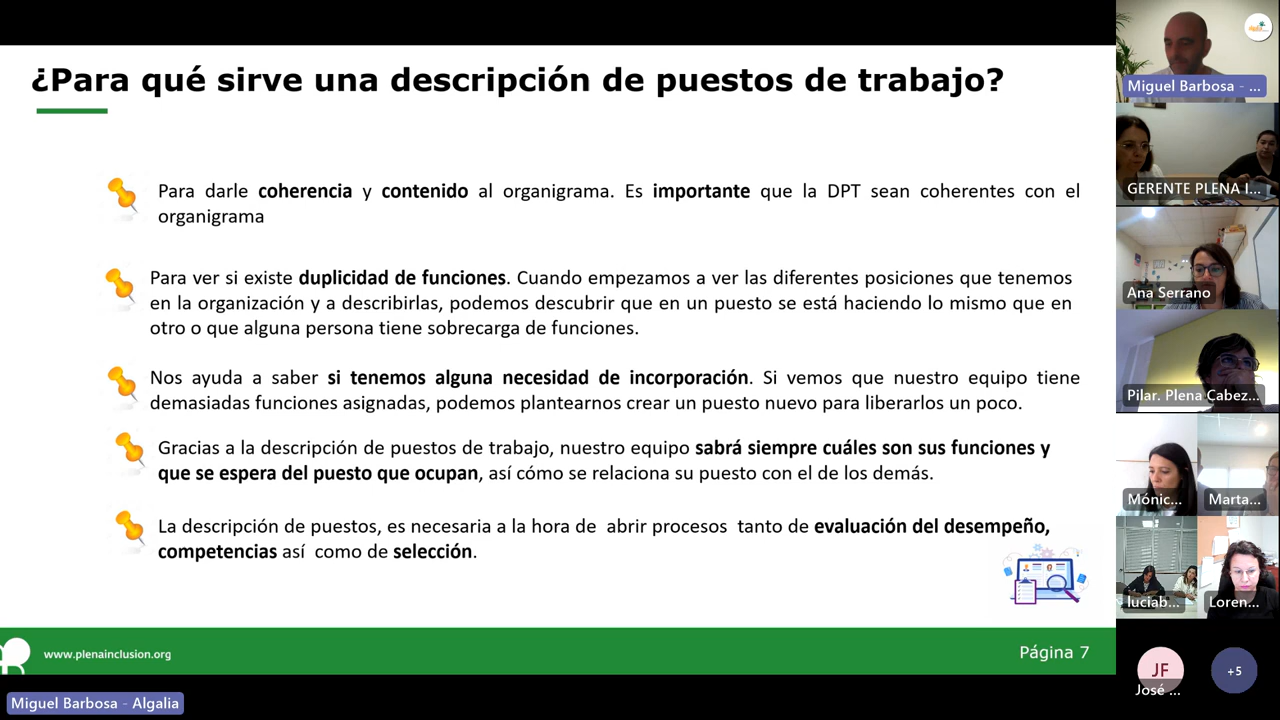 ¿Para qué sirve una descripción de puestos de trabajo?
Para darle coherencia y contenido al organigrama. Es importante que la DPT sean coherentes con el
organigrama
Para ver si existe duplicidad de funciones. Cuando empezamos a ver las diferentes posiciones que tenemos
en la organización y a describirlas, podemos descubrir que en un puesto se está haciendo lo mismo que en
otro o que alguna persona tiene sobrecarga de funciones.
Nos ayuda a saber si tenemos alguna necesidad de incorporación. Si vemos que nuestro equipo tiene
demasiadas funciones asignadas, podemos plantearnos crear un puesto nuevo para liberarlos un poco.
Gracias a la descripción de puestos de trabajo, nuestro equipo sabrá siempre cuáles son sus funciones y
que se espera del puesto que ocupan, así cómo se relaciona su puesto con el de los demás.
La descripción de puestos, es necesaria a la hora de abrir procesos tanto de evaluación del desempeño,
competencias así como de selección.
www.plenainclusion.org
Página 7
Miguel Barbosa - Algalia
Miguel Barbosa - ...
GERENTE PLENA I...
Ana Serrano
Pilar. Plena Cabez...
Mónic...
Marta...
luciab...
Loren...
JF
José ...
+5